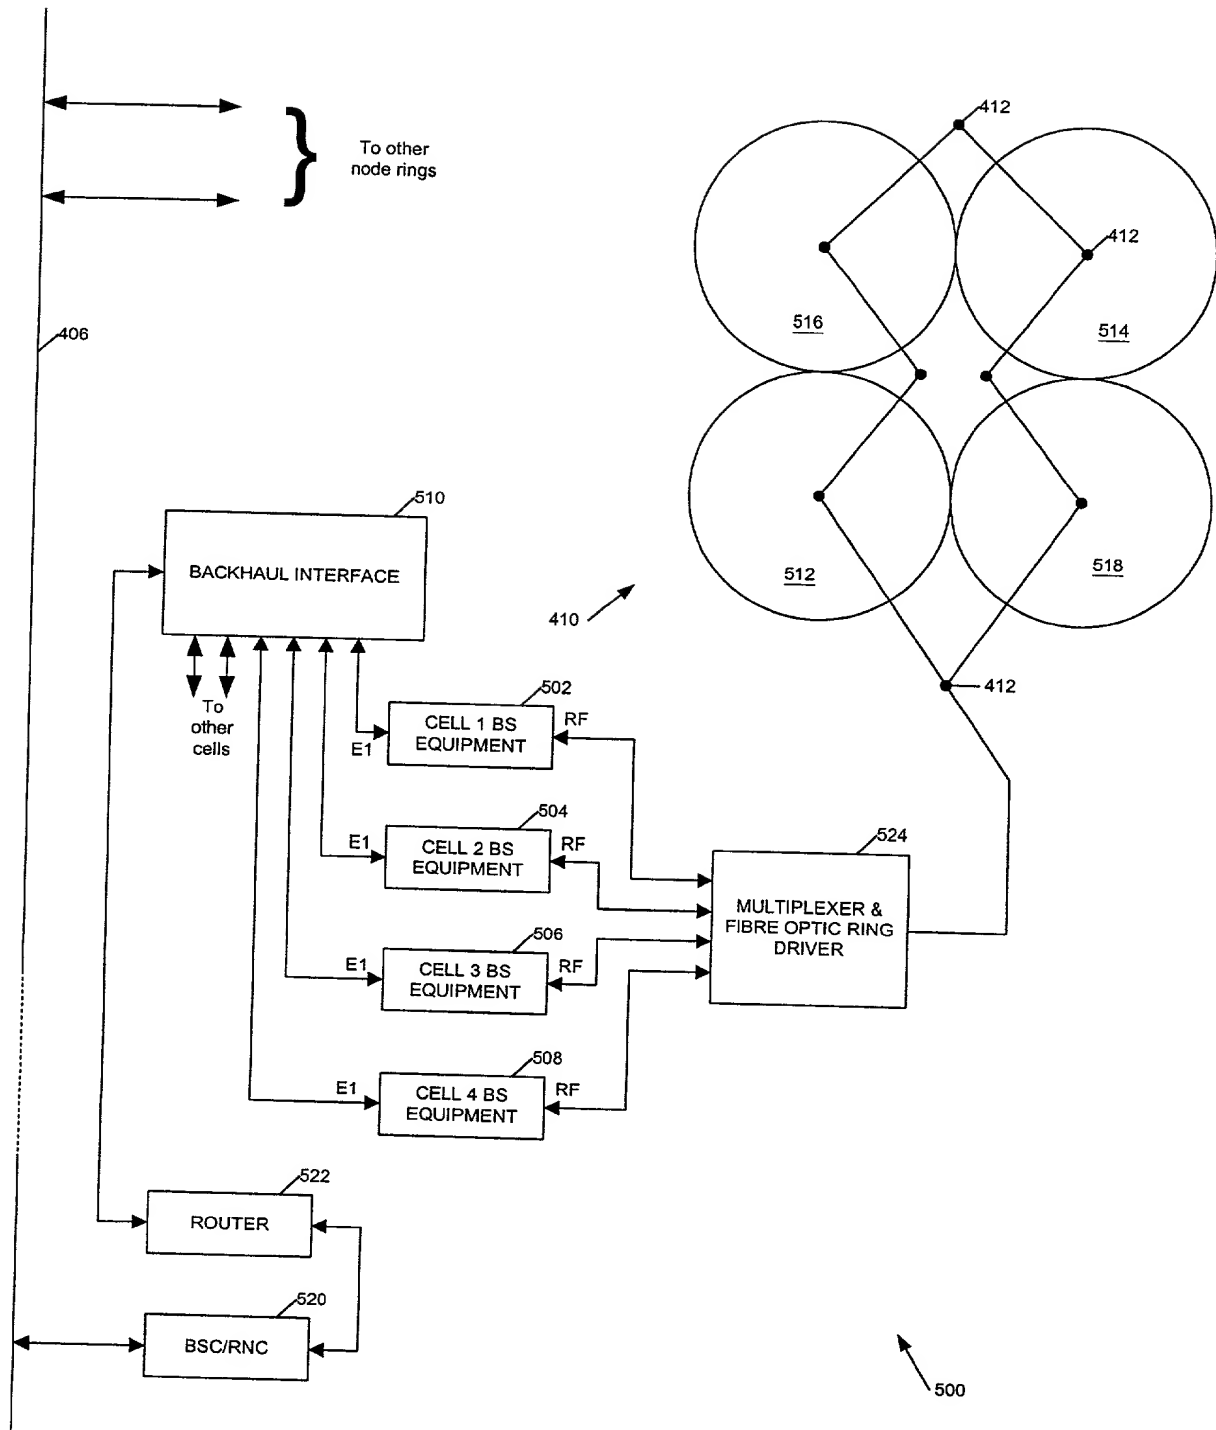 412
To other
node rings
412
406
516
514
510
BACKHAUL INTERFACE
512
518
410
To
other
cells
412
502
CELL 1 BS
EQUIPMENT
RF
E1
504
CELL 2 BS
EQUIPMENT
RF
E1
524
MULTIPLEXER &
FIBRE OPTIC RING
DRIVER
506
CELL 3 BS
EQUIPMENT
RF
E1
508
CELL 4 BS
EQUIPMENT
RF
E1
522
ROUTER
520
BSC/RNC
500